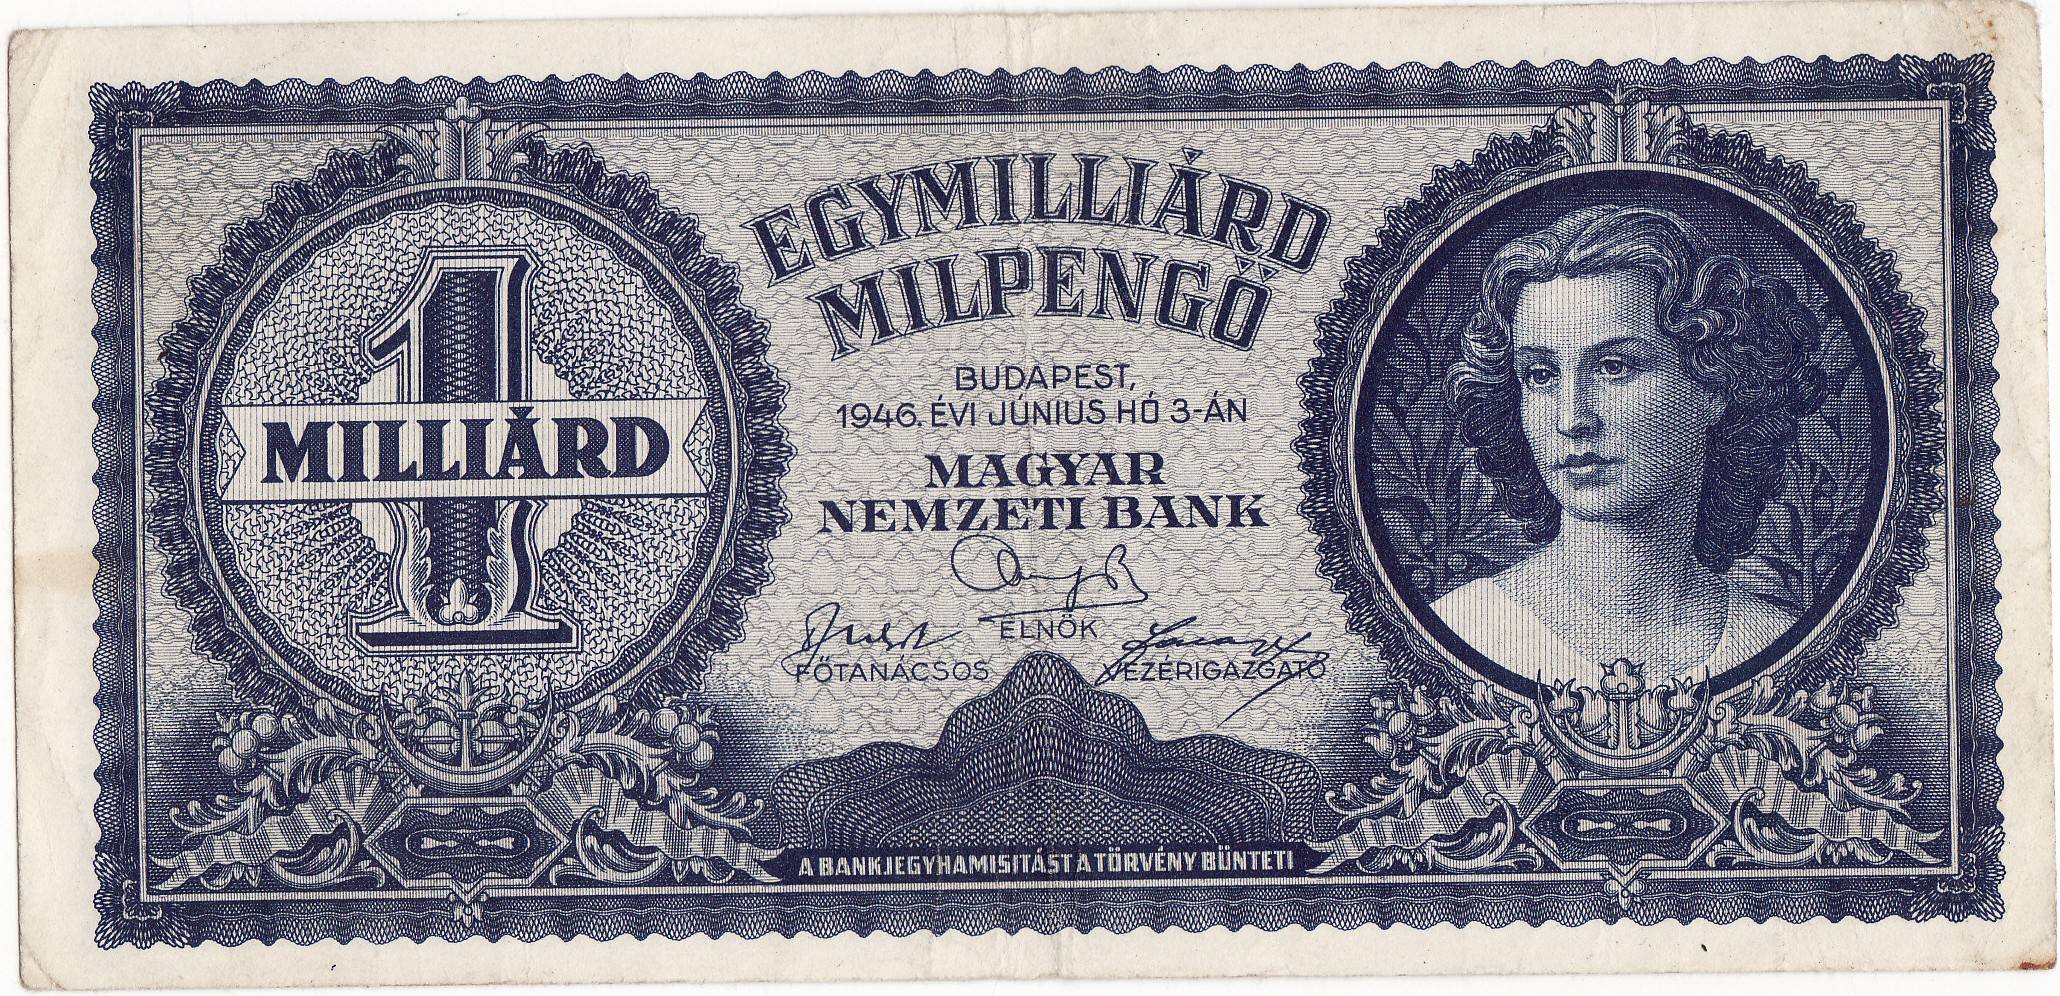 EGYMILLIÁRD
MILPENGŐ
1
MILLIÁRD
BUDAPEST,
1946. ÉVI JÚNIUS HÓ 3-ÁN
MAGYAR
NEMZETI BANK
ELNÖK
FŐTANÁCSOS VEZÉRIGAZGATÓ
A BANKJEGYHAMISITÁST A TÖRVÉNY BÜNTETI